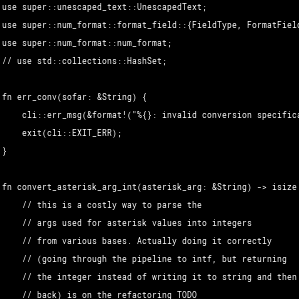 use super::unescaped_text::UnescapedText;
use super::num_format::format_field::{FieldType, FormatField
use super::num_format::num_format;
// use std::collections::HashSet;
fn err_conv(sofar: &String) {
cli::err_msg(&format!("%{}: invalid conversion specifica
exit(cli::EXIT_ERR);
}
fn convert_asterisk_arg_int(asterisk_arg: &String) -> isize
// this is a costly way to parse the
// args used for asterisk values into integers
// from various bases. Actually doing it correctly
// (going through the pipeline to intf, but returning
// the integer instead of writing it to string and then
// back) is on the refactoring TODO